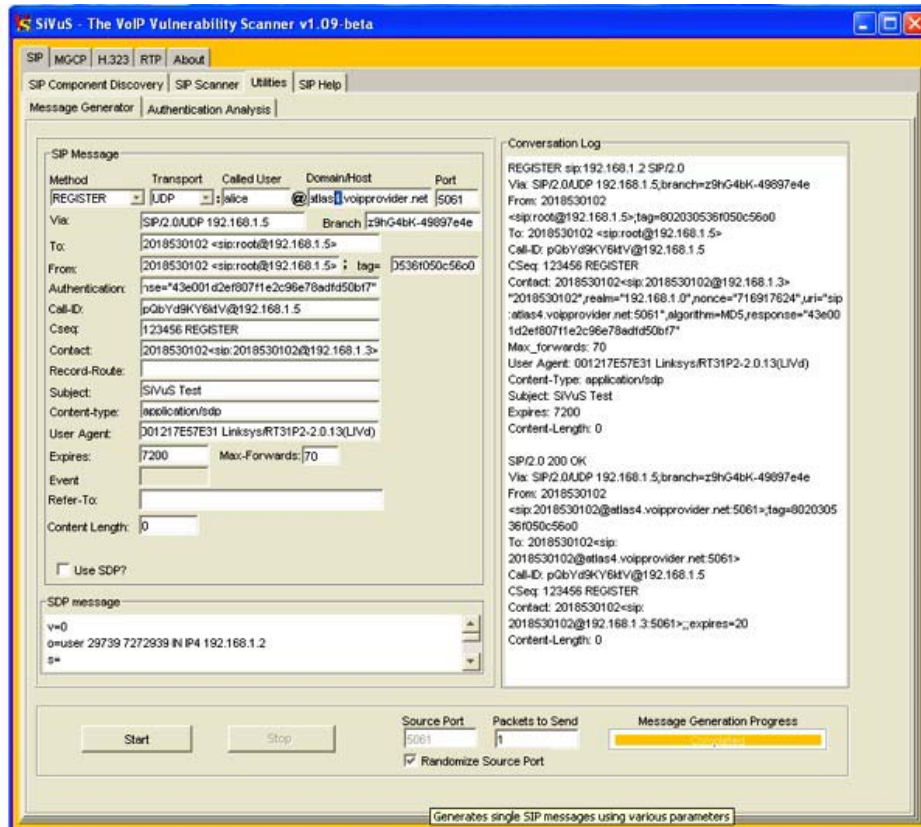 SiVuS - The VoIP Vulnerability Scanner v1.09-beta
SIP MGCP H.323 RTP About
SIP Component Discovery SIP Scanner Utilities SIP Help
Message Generator Authentication Analysis
SIP Message
Method Transport Called User Domain/Host Port
REGISTER UDP : alice @ atlas4.voipprovider.net 5061
Via: SIP/2.0/UDP 192.168.1.5 Branch z9hG4bK-49897e4e
To: 2018530102 <sip:root@192.168.1.5>
From: 2018530102 <sip:root@192.168.1.5> ; tag= 0536f050c56o0
Authentication: nse="43e001d2ef807f1e2c96e78adfd50bf7"
Call-ID: pQbYd9KY6ktV@192.168.1.5
Cseq: 123456 REGISTER
Contact: 2018530102<sip:2018530102@192.168.1.3>
Record-Route:
Subject: SiVuS Test
Content-type: application/sdp
User Agent: 001217E57E31 Linksys/RT31P2-2.0.13(LIVd)
Expires: 7200 Max-Forwards: 70
Event
Refer-To:
Content Length: 0
Use SDP?
SDP message
v=0
o=user 29739 7272939 IN IP4 192.168.1.2
s=
Conversation Log
REGISTER sip:192.168.1.2 SIP/2.0
Via: SIP/2.0/UDP 192.168.1.5;branch=z9hG4bK-49897e4e
From: 2018530102
<sip:root@192.168.1.5>;tag=802030536f050c56o0
To: 2018530102 <sip:root@192.168.1.5>
Call-ID: pQbYd9KY6ktV@192.168.1.5
CSeq: 123456 REGISTER
Contact: 2018530102<sip:2018530102@192.168.1.3>
"2018530102",realm="192.168.1.0",nonce="716917624",uri="sip
:atlas4.voipprovider.net:5061",algorithm=MD5,response="43e00
1d2ef807f1e2c96e78adfd50bf7"
Max_forwards: 70
User Agent: 001217E57E31 Linksys/RT31P2-2.0.13(LIVd)
Content-Type: application/sdp
Subject: SiVuS Test
Expires: 7200
Content-Length: 0
SIP/2.0 200 OK
Via: SIP/2.0/UDP 192.168.1.5;branch=z9hG4bK-49897e4e
From: 2018530102
<sip:2018530102@atlas4.voipprovider.net:5061>;tag=8020305
36f050c56o0
To: 2018530102<sip:
2018530102@atlas4.voipprovider.net:5061>
Call-ID: pQbYd9KY6ktV@192.168.1.5
CSeq: 123456 REGISTER
Contact: 2018530102<sip:
2018530102@192.168.1.3:5061>;;expires=20
Content-Length: 0
Start Stop
Source Port Packets to Send Message Generation Progress
5061 1 Completed
Randomize Source Port
Generates single SIP messages using various parameters